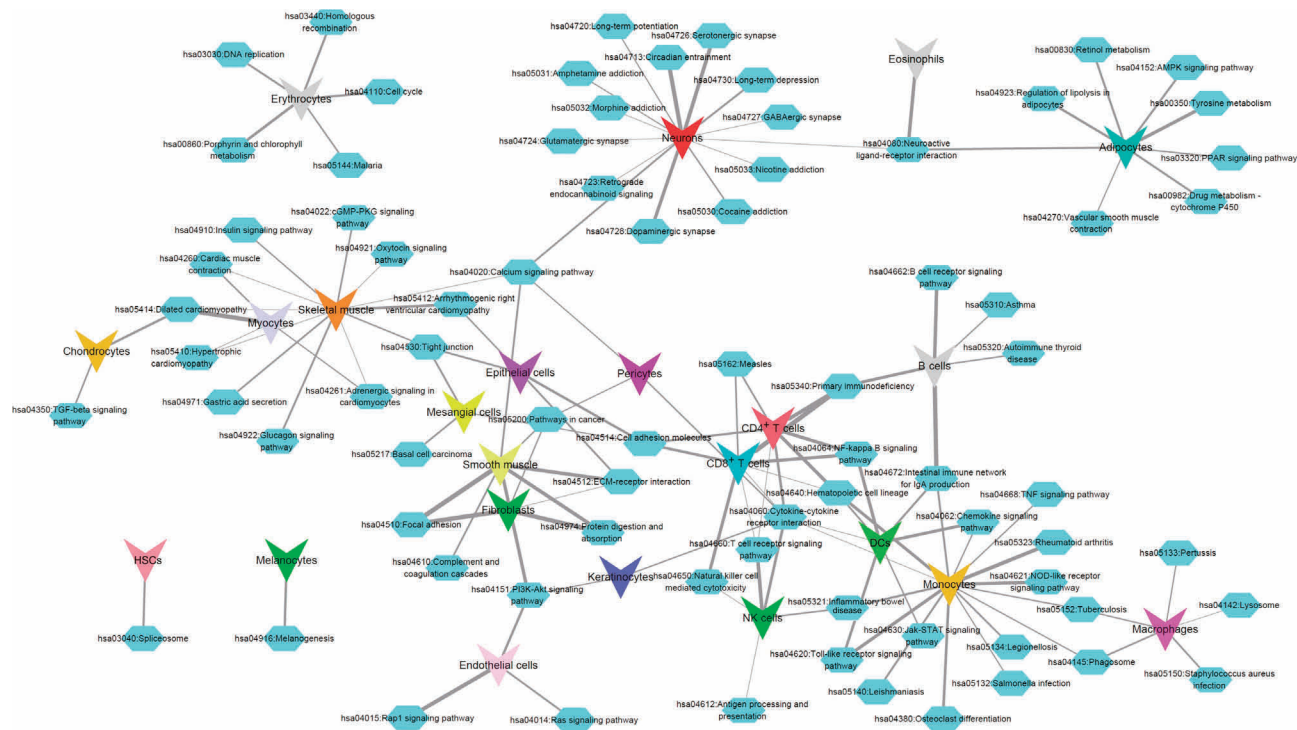 hsa03440:Homologous
recombination
hsa03030:DNA replication
Erythrocytes
hsa04110:Cell cycle
hsa00860:Porphyrin and chlorophyll
metabolism
hsa05144:Malaria
hsa04720:Long-term potentiation
hsa04726:Serotonergic synapse
hsa04713:Circadian entrainment
hsa05031:Amphetamine addiction
hsa04730:Long-term depression
hsa05032:Morphine addiction
hsa04727:GABAergic synapse
hsa04724:Glutamatergic synapse
Neurons
hsa04723:Retrograde
endocannabinoid signaling
hsa05033:Nicotine addiction
hsa05030:Cocaine addiction
hsa04728:Dopaminergic synapse
Eosinophils
hsa04080:Neuroactive
ligand-receptor interaction
hsa00830:Retinol metabolism
hsa04152:AMPK signaling pathway
hsa04923:Regulation of lipolysis in
adipocytes
hsa00350:Tyrosine metabolism
Adipocytes
hsa03320:PPAR signaling pathway
hsa00982:Drug metabolism -
cytochrome P450
hsa04270:Vascular smooth muscle
contraction
hsa04022:cGMP-PKG signaling
pathway
hsa04910:Insulin signaling pathway
hsa04921:Oxytocin signaling
pathway
hsa04260:Cardiac muscle
contraction
hsa04020:Calcium signaling pathway
hsa05414:Dilated cardiomyopathy
Skeletal muscle
hsa05412:Arrhythmogenic right
ventricular cardiomyopathy
Myocytes
Chondrocytes
hsa05410:Hypertrophic
cardiomyopathy
hsa04530:Tight junction
hsa04350:TGF-beta signaling
pathway
hsa04971:Gastric acid secretion
hsa04261:Adrenergic signaling in
cardiomyocytes
hsa04922:Glucagon signaling
pathway
Epithelial cells
Pericytes
Mesangial cells
hsa05200:Pathways in cancer
hsa04514:Cell adhesion molecules
hsa05217:Basal cell carcinoma
Smooth muscle
hsa04512:ECM-receptor interaction
Fibroblasts
hsa04510:Focal adhesion
hsa04974:Protein digestion and
absorption
hsa04610:Complement and
coagulation cascades
Keratinocytes
hsa04151:PI3K-Akt signaling
pathway
HSCs
hsa03040:Spliceosome
Melanocytes
hsa04916:Melanogenesis
Endothelial cells
hsa04015:Rap1 signaling pathway
hsa04014:Ras signaling pathway
hsa04662:B cell receptor signaling
pathway
hsa05310:Asthma
hsa05320:Autoimmune thyroid
disease
B cells
hsa05162:Measles
hsa05340:Primary immunodeficiency
CD4+ T cells
hsa04064:NF-kappa B signaling
pathway
CD8+ T cells
hsa04672:Intestinal immune network
for IgA production
hsa04640:Hematopoietic cell lineage
hsa04668:TNF signaling pathway
hsa04060:Cytokine-cytokine
receptor interaction
hsa04062:Chemokine signaling
pathway
hsa04660:T cell receptor signaling
pathway
DCs
hsa05323:Rheumatoid arthritis
hsa04650:Natural killer cell
mediated cytotoxicity
Monocytes
hsa04621:NOD-like receptor
signaling pathway
hsa05133:Pertussis
hsa05321:Inflammatory bowel
disease
hsa05152:Tuberculosis
hsa04142:Lysosome
NK cells
hsa04630:Jak-STAT signaling
pathway
Macrophages
hsa05134:Legionellosis
hsa04620:Toll-like receptor signaling
pathway
hsa04145:Phagosome
hsa05150:Staphylococcus aureus
infection
hsa05132:Salmonella infection
hsa05140:Leishmaniasis
hsa04612:Antigen processing and
presentation
hsa04380:Osteoclast differentiation